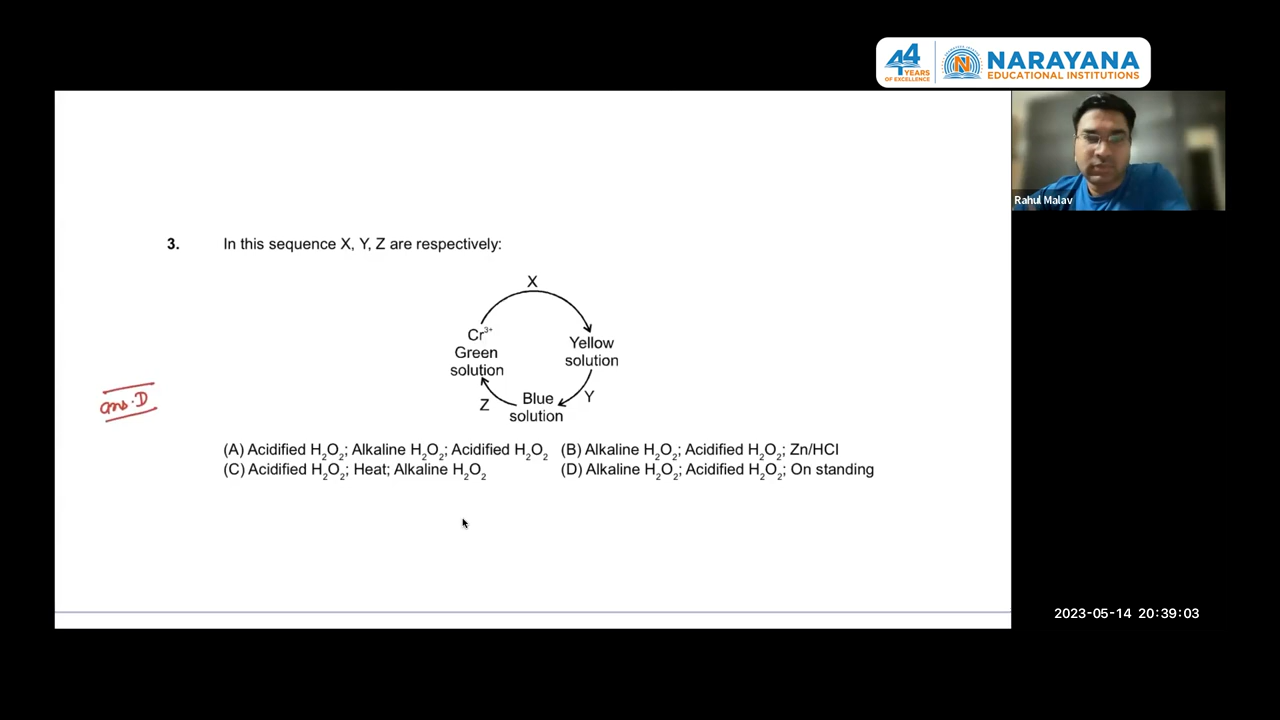 44
YEARS
OF EXCELLENCE
NARAYANA
EDUCATIONAL INSTITUTIONS
Rahul Malav
3. In this sequence X, Y, Z are respectively:
X
Cr³⁺
Green
solution
Yellow
solution
Z
Blue
solution
Y
ans. D
(A) Acidified H₂O₂; Alkaline H₂O₂; Acidified H₂O₂ (B) Alkaline H₂O₂; Acidified H₂O₂; Zn/HCl
(C) Acidified H₂O₂; Heat; Alkaline H₂O₂ (D) Alkaline H₂O₂; Acidified H₂O₂; On standing
2023-05-14 20:39:03